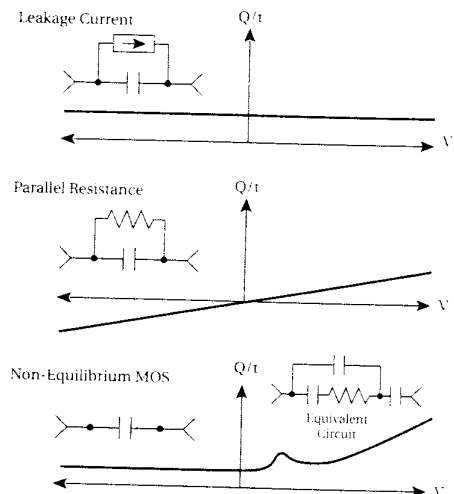 Leakage Current
Q/t
V
Parallel Resistance
Q/t
V
Non-Equilibrium MOS
Q/t
Equivalent
Circuit
V